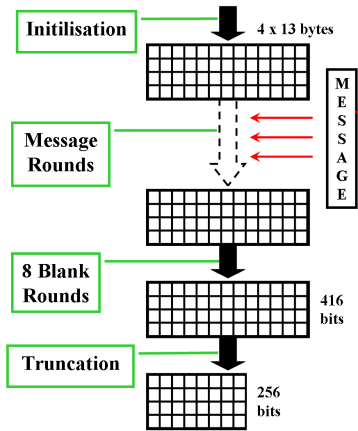 Initilisation
4 x 13 bytes
M
E
S
S
A
G
E
Message
Rounds
8 Blank
Rounds
416
bits
Truncation
256
bits